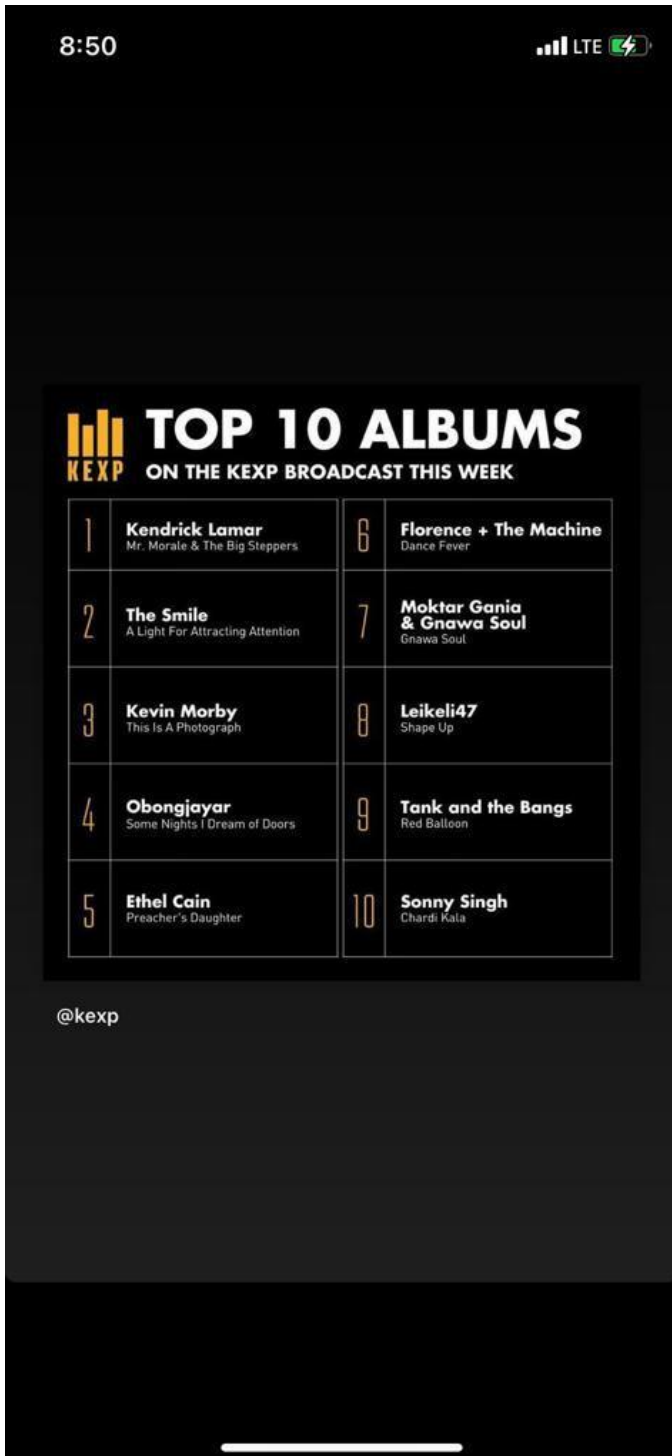 8:50
LTE
KEXP
TOP 10 ALBUMS
ON THE KEXP BROADCAST THIS WEEK
1
Kendrick Lamar
Mr. Morale & The Big Steppers
2
The Smile
A Light For Attracting Attention
3
Kevin Morby
This Is A Photograph
4
Obongjayar
Some Nights I Dream of Doors
5
Ethel Cain
Preacher's Daughter
6
Florence + The Machine
Dance Fever
7
Moktar Gania
& Gnawa Soul
Gnawa Soul
8
Leikeli47
Shape Up
9
Tank and the Bangs
Red Balloon
10
Sonny Singh
Chardi Kala
@kexp